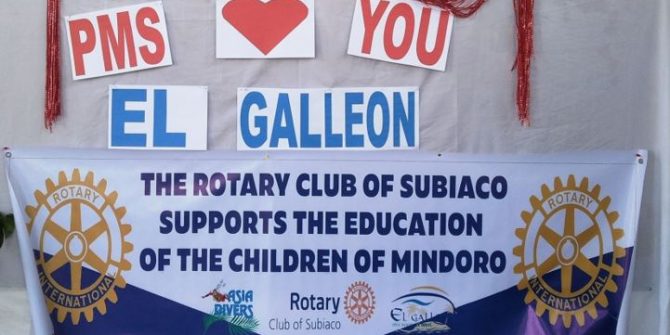 PMS ❤ YOU
EL GALLEON
THE ROTARY CLUB OF SUBIACO
SUPPORTS THE EDUCATION
OF THE CHILDREN OF MINDORO
ROTARY
INTERNATIONAL
ROTARY
INTERNATIONAL
ASIA
DIVERS
Rotary
Club of Subiaco